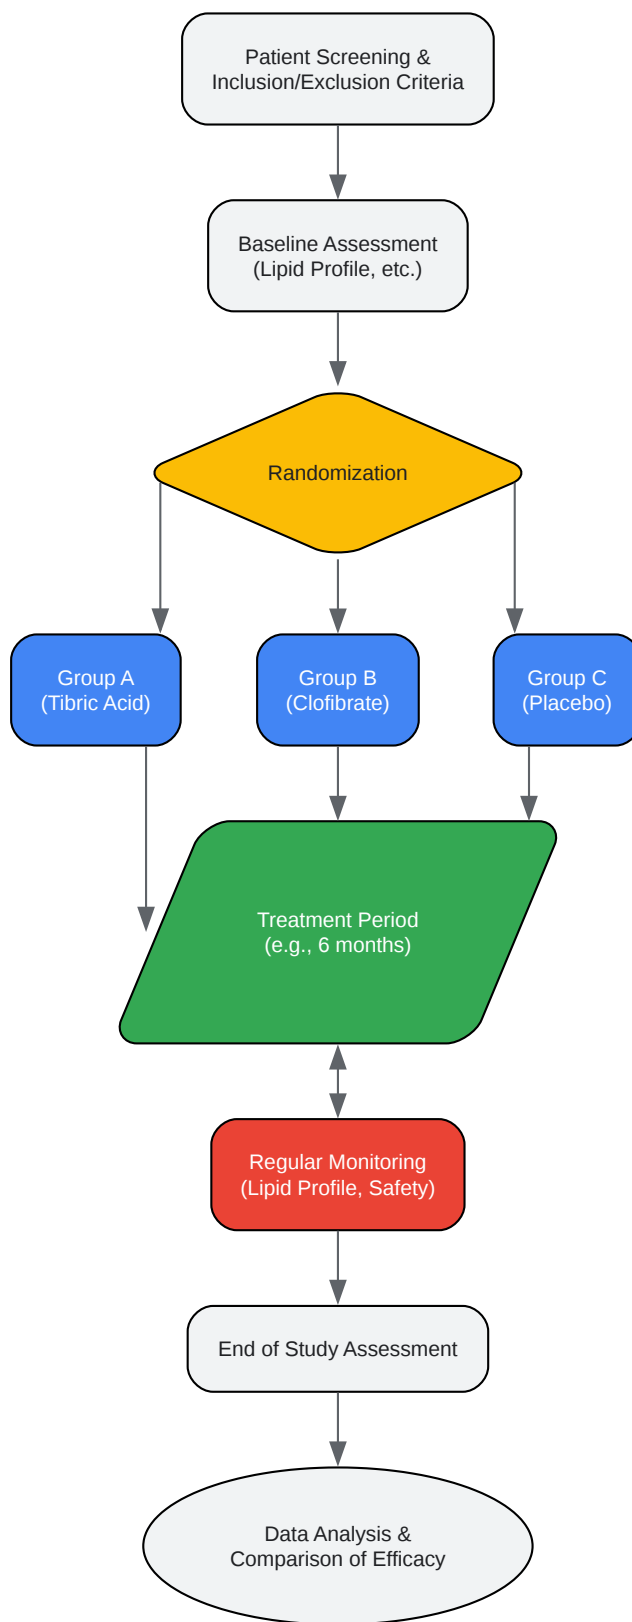 Patient Screening &
Inclusion/Exclusion Criteria
Baseline Assessment
(Lipid Profile, etc.)
Randomization
Group A
(Tibric Acid)
Group B
(Clofibrate)
Group C
(Placebo)
Treatment Period
(e.g., 6 months)
Regular Monitoring
(Lipid Profile, Safety)
End of Study Assessment
Data Analysis &
Comparison of Efficacy